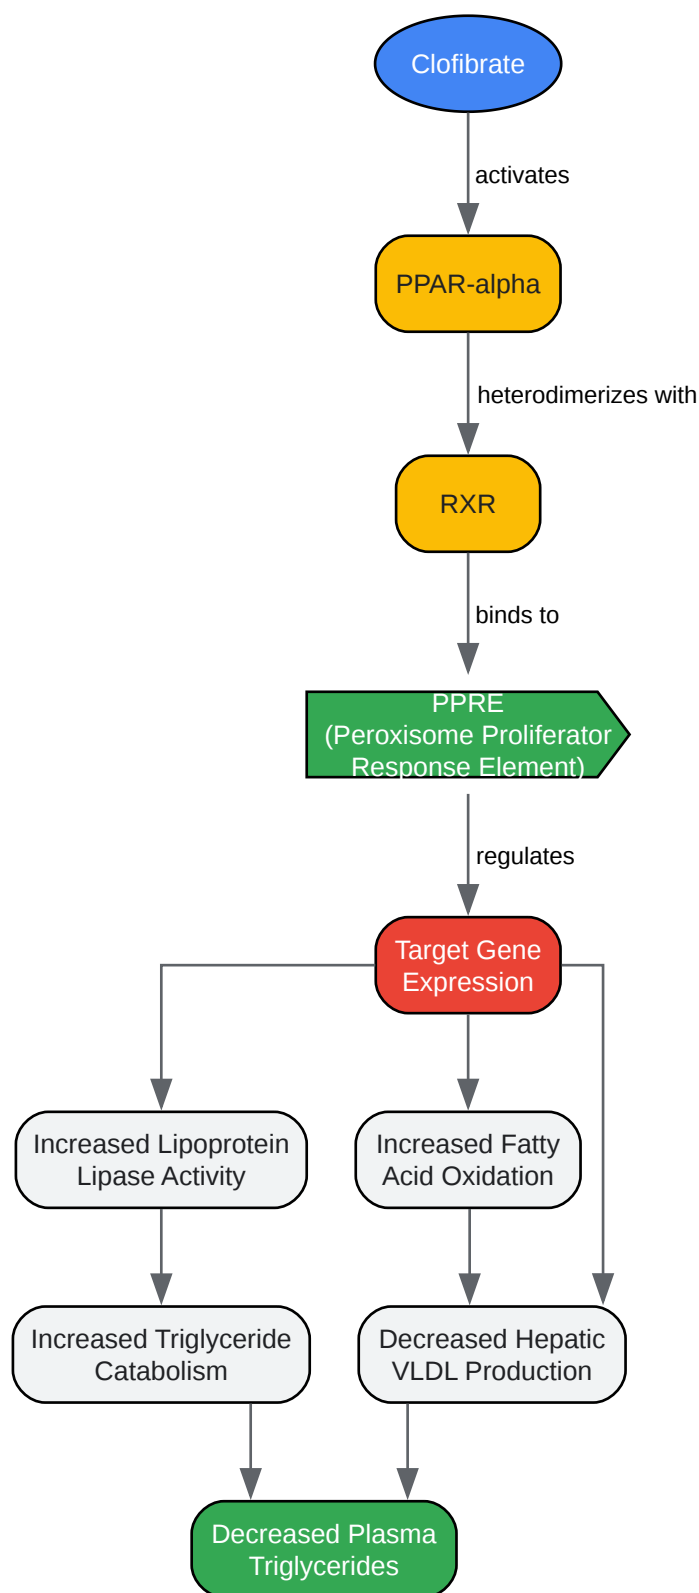 Clofibrate
activates
PPAR-alpha
heterodimerizes with
RXR
binds to
PPRE
(Peroxisome Proliferator
Response Element)
regulates
Target Gene
Expression
Increased Lipoprotein
Lipase Activity
Increased Fatty
Acid Oxidation
Increased Triglyceride
Catabolism
Decreased Hepatic
VLDL Production
Decreased Plasma
Triglycerides